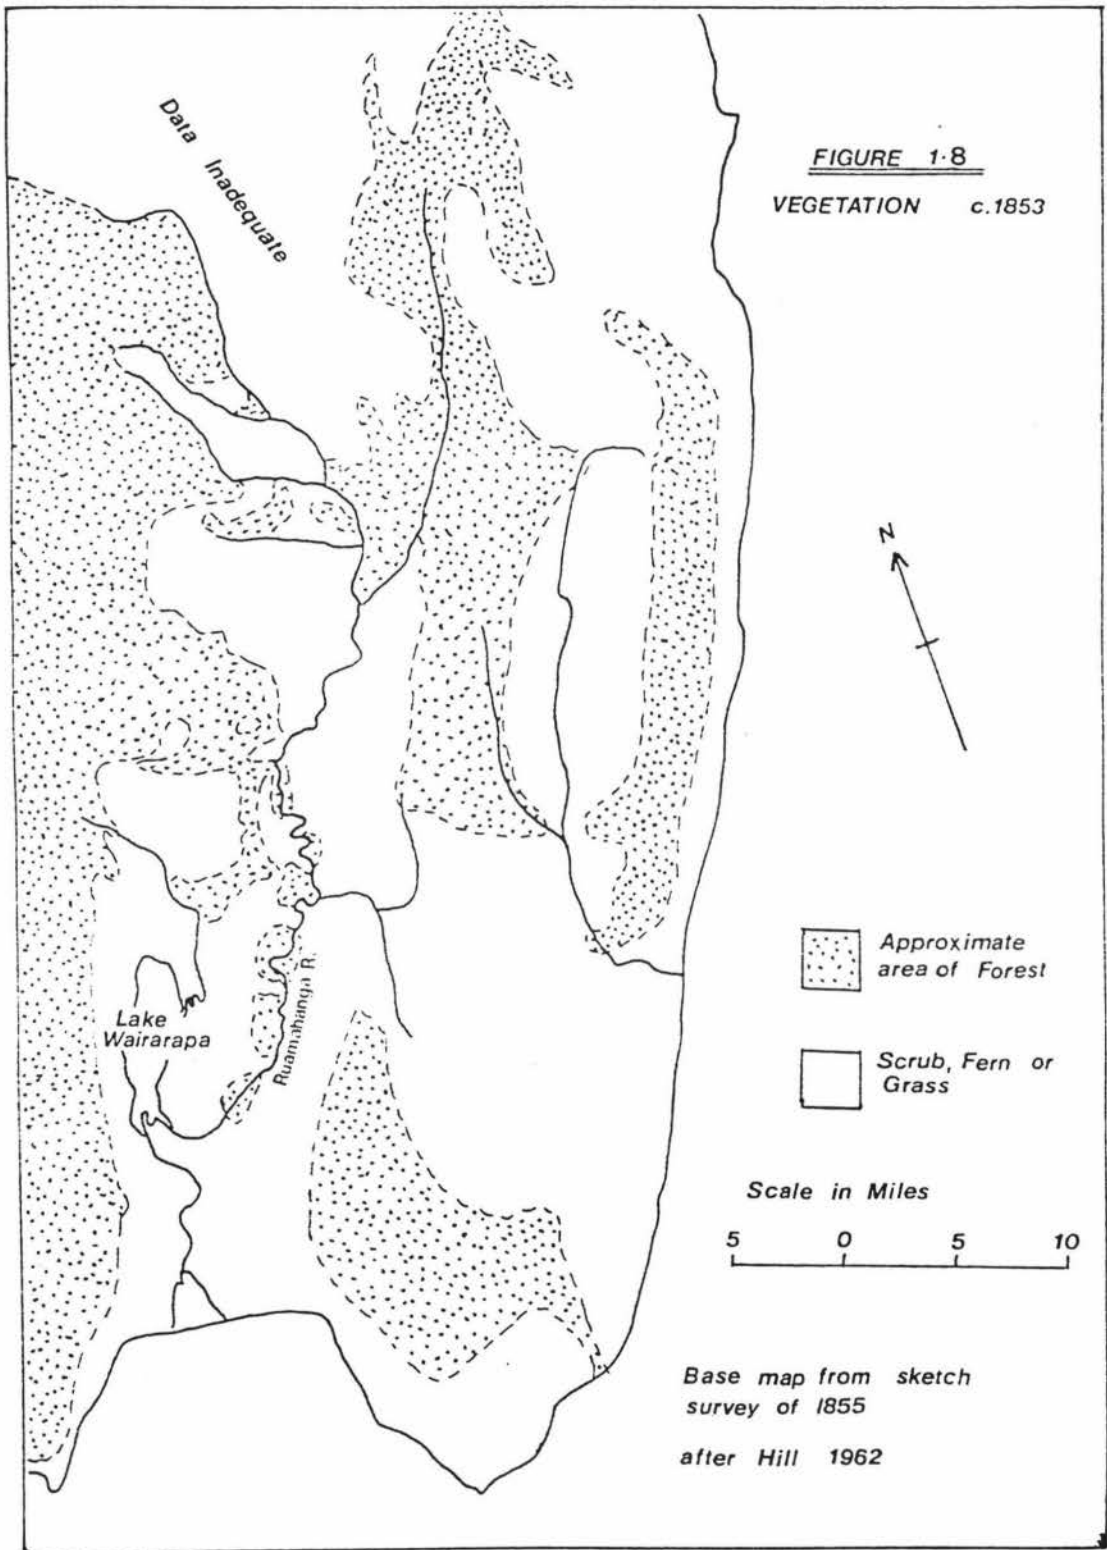 Data Inadequate
FIGURE 1·8
VEGETATION c.1853
N
Approximate
area of Forest
Lake
Wairarapa
Ruamahanga R.
Scrub, Fern or
Grass
Scale in Miles
5 0 5 10
Base map from sketch
survey of 1855
after Hill 1962